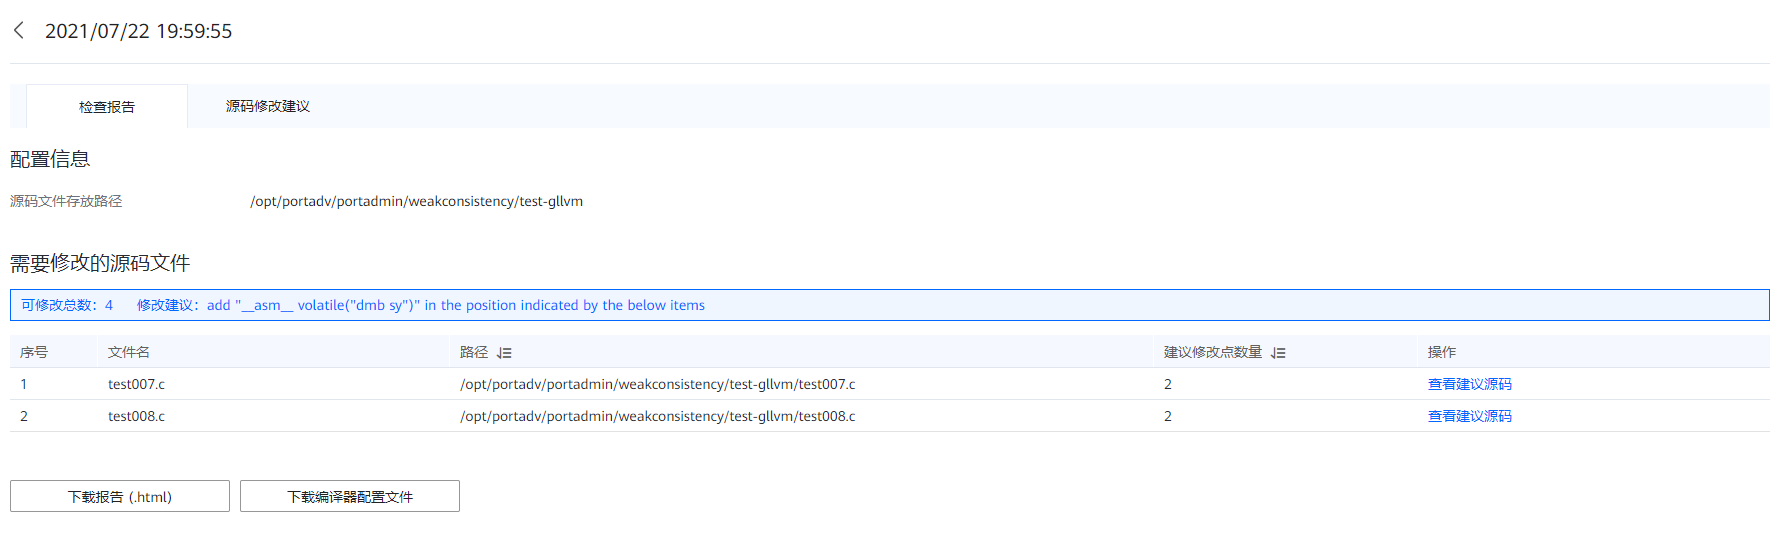 2021/07/22 19:59:55
检查报告 源码修改建议
配置信息
源码文件存放路径 /opt/portadv/portadmin/weakconsistency/test-gllvm
需要修改的源码文件
可修改总数：4 修改建议：add "__asm__ volatile("dmb sy")" in the position indicated by the below items
序号 文件名 路径 建议修改点数量 操作
1 test007.c /opt/portadv/portadmin/weakconsistency/test-gllvm/test007.c 2 查看建议源码
2 test008.c /opt/portadv/portadmin/weakconsistency/test-gllvm/test008.c 2 查看建议源码
下载报告 (.html) 下载编译器配置文件